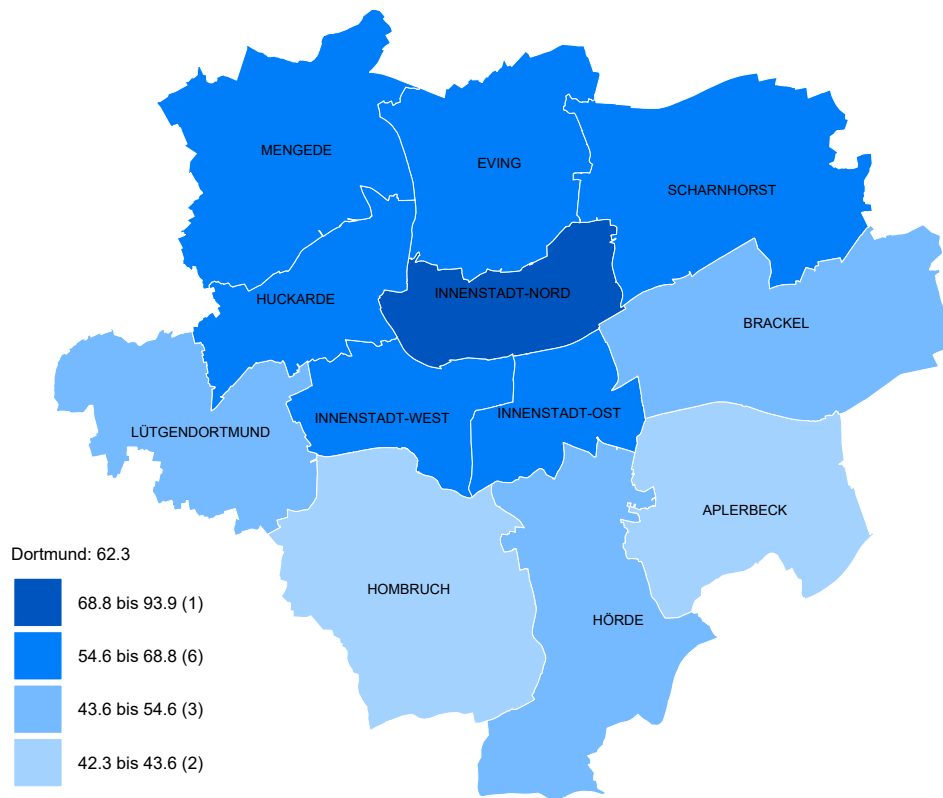 MENGEDE
EVING
SCHARNHORST
HUCKARDE
INNENSTADT-NORD
BRACKEL
INNENSTADT-WEST
INNENSTADT-OST
LÜTGENDORTMUND
APLERBECK
HOMBRUCH
HÖRDE
Dortmund: 62.3
68.8 bis 93.9 (1)
54.6 bis 68.8 (6)
43.6 bis 54.6 (3)
42.3 bis 43.6 (2)